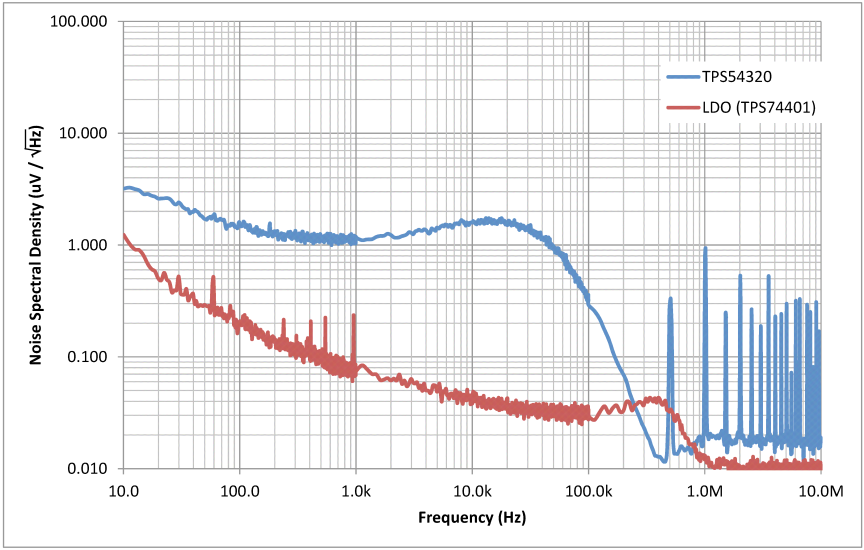 100.000
10.000
1.000
0.100
0.010
Noise Spectral Density (uV / √Hz)
TPS54320
LDO (TPS74401)
10.0 100.0 1.0k 10.0k 100.0k 1.0M 10.0M
Frequency (Hz)